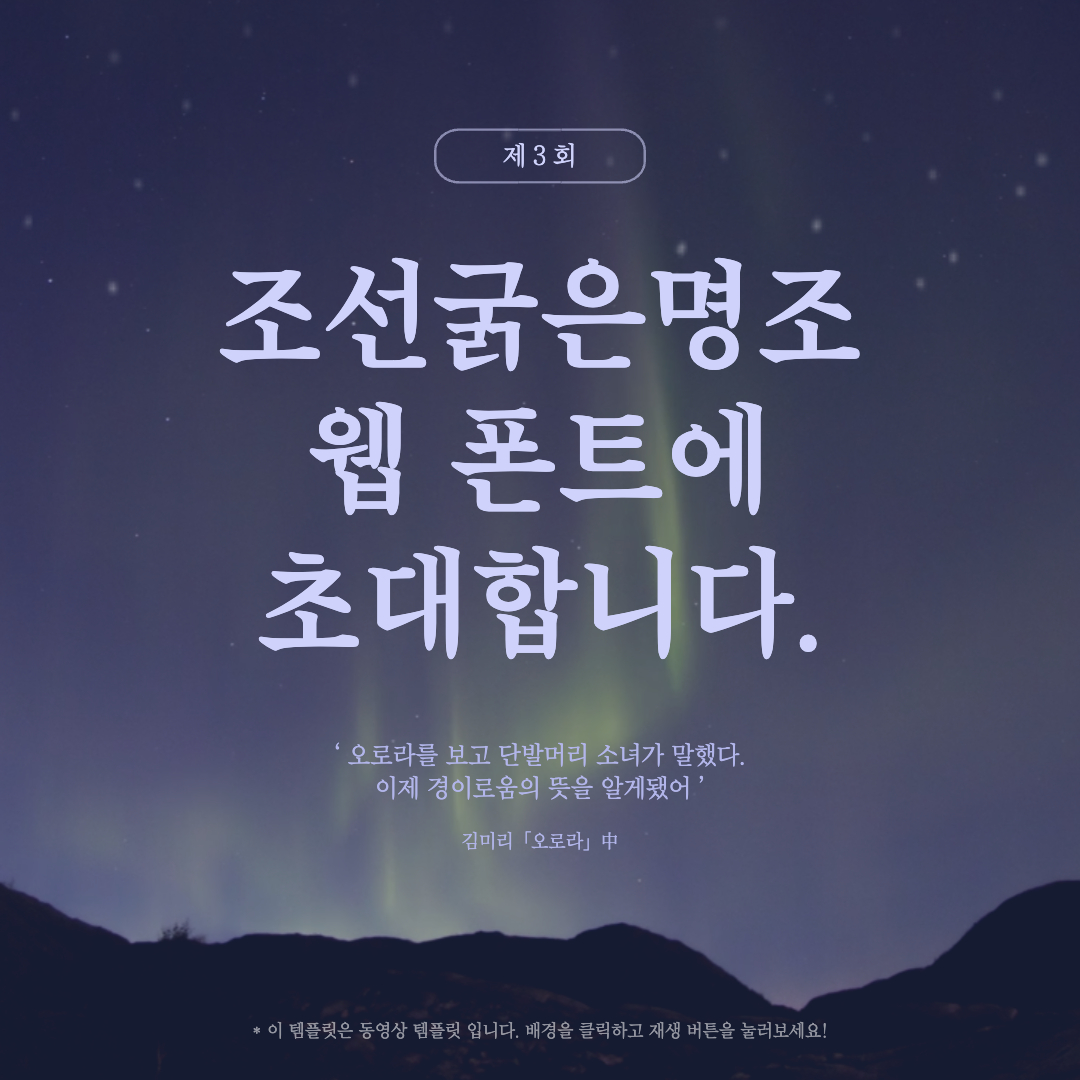 제3회
조선굵은명조
웹 폰트에
초대합니다.
‘ 오로라를 보고 단발머리 소녀가 말했다.
이제 경이로움의 뜻을 알게됐어 ’
김미리「오로라」中
* 이 템플릿은 동영상 템플릿 입니다. 배경을 클릭하고 재생 버튼을 눌러보세요!